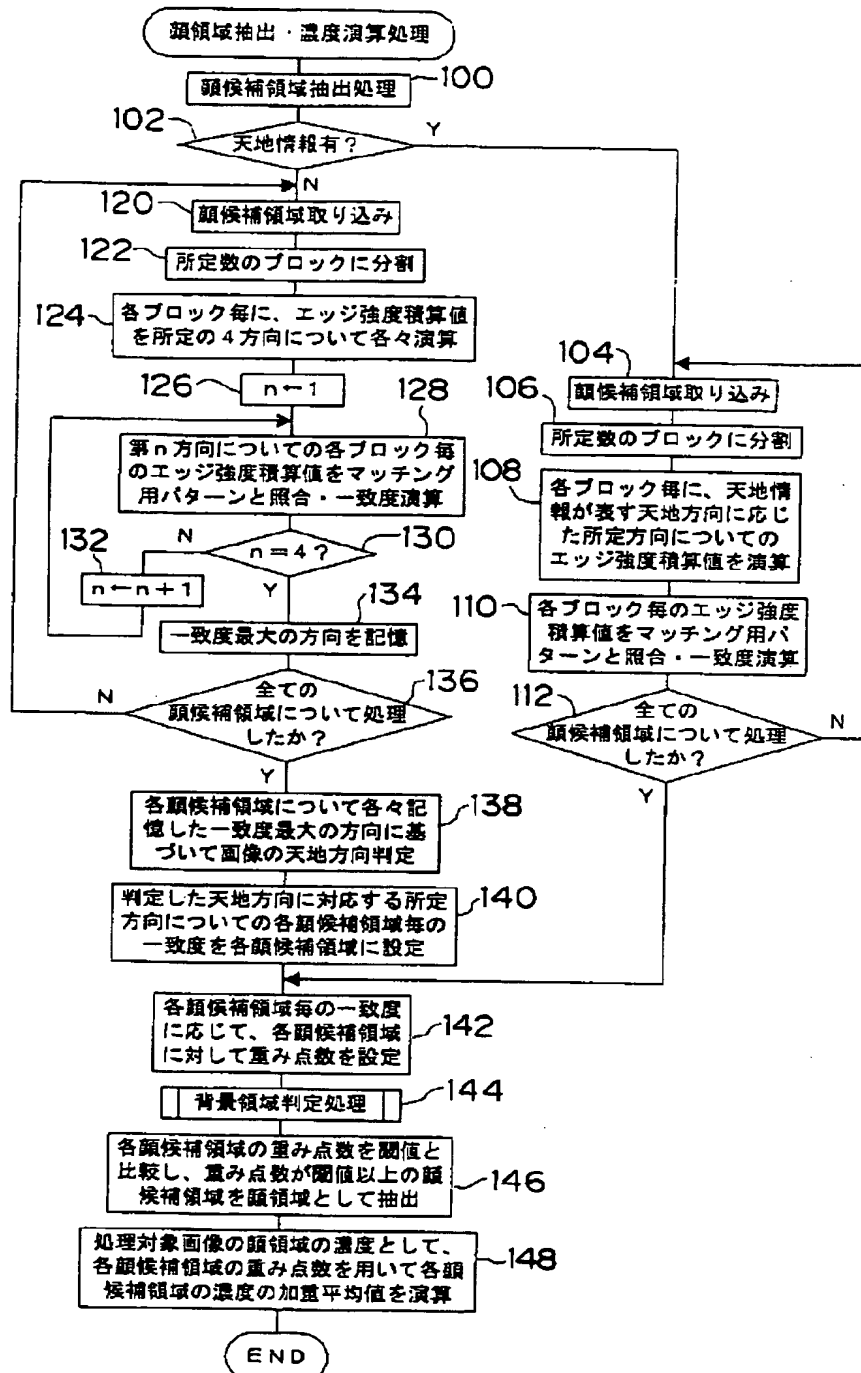 顔領域抽出・濃度演算処理
顔候補領域抽出処理
100
102
天地情報有?
Y
N
120
顔候補領域取り込み
122
所定数のブロックに分割
124
各ブロック毎に、エッジ強度積算値
を所定の4方向について各々演算
126
n←1
128
第n方向についての各ブロック毎
のエッジ強度積算値をマッチング
用パターンと照合・一致度演算
N
n=4?
130
132
n←n+1
Y
134
一致度最大の方向を記憶
N
全ての
顔候補領域について処理
したか?
136
Y
各顔候補領域について各々記
憶した一致度最大の方向に基
づいて画像の天地方向判定
138
判定した天地方向に対応する所定
方向についての各顔候補領域毎の
一致度を各顔候補領域に設定
140
104
顔候補領域取り込み
106
所定数のブロックに分割
108
各ブロック毎に、天地情
報が表す天地方向に応じ
た所定方向についての
エッジ強度積算値を演算
110
各ブロック毎のエッジ強度
積算値をマッチング用パ
ターンと照合・一致度演算
112
全ての
顔候補領域について処理
したか?
N
Y
各顔候補領域毎の一致度
に応じて、各顔候補領域
に対して重み点数を設定
142
背景領域判定処理
144
各顔候補領域の重み点数を閾値と
比較し、重み点数が閾値以上の顔
候補領域を顔領域として抽出
146
処理対象画像の顔領域の濃度として、
各顔候補領域の重み点数を用いて各顔
候補領域の濃度の加重平均値を演算
148
END